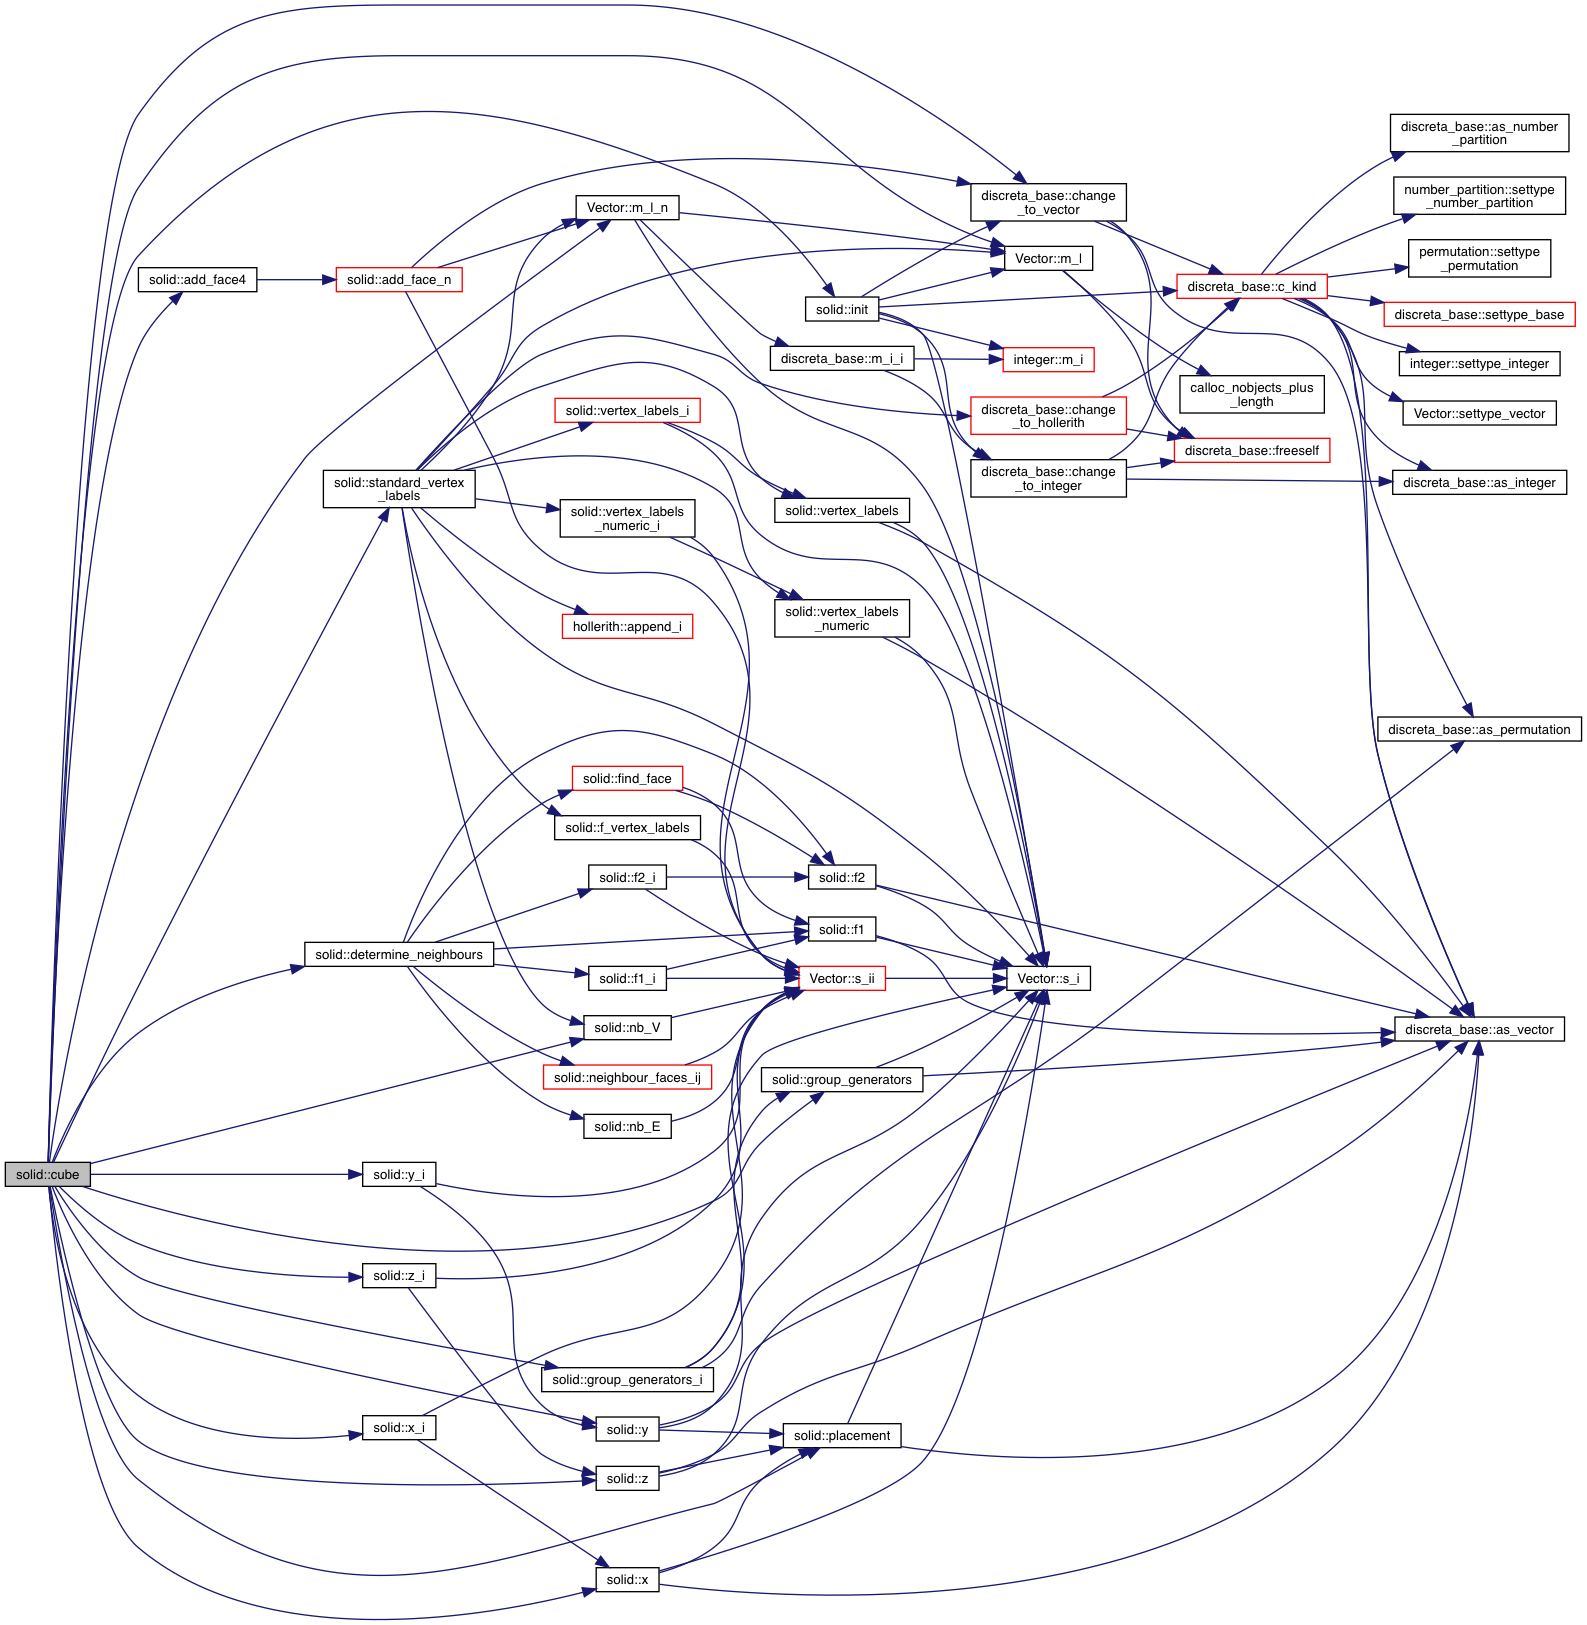 discreta_base::as_number
_partition
number_partition::settype
_number_partition
discreta_base::change
_to_vector
Vector::m_l_n
permutation::settype
_permutation
Vector::m_l
solid::add_face4
solid::add_face_n
discreta_base::c_kind
solid::init
discreta_base::settype_base
discreta_base::m_i_i
integer::m_i
integer::settype_integer
calloc_nobjects_plus
_length
solid::vertex_labels_i
discreta_base::change
_to_hollerith
Vector::settype_vector
discreta_base::freeself
solid::standard_vertex
_labels
discreta_base::change
_to_integer
discreta_base::as_integer
solid::vertex_labels
_numeric_i
solid::vertex_labels
solid::vertex_labels
_numeric
hollerith::append_i
discreta_base::as_permutation
solid::find_face
solid::f_vertex_labels
solid::f2_i
solid::f2
solid::f1
solid::determine_neighbours
solid::f1_i
Vector::s_ii
Vector::s_i
solid::nb_V
discreta_base::as_vector
solid::neighbour_faces_ij
solid::group_generators
solid::nb_E
solid::cube
solid::y_i
solid::z_i
solid::group_generators_i
solid::x_i
solid::y
solid::placement
solid::z
solid::x